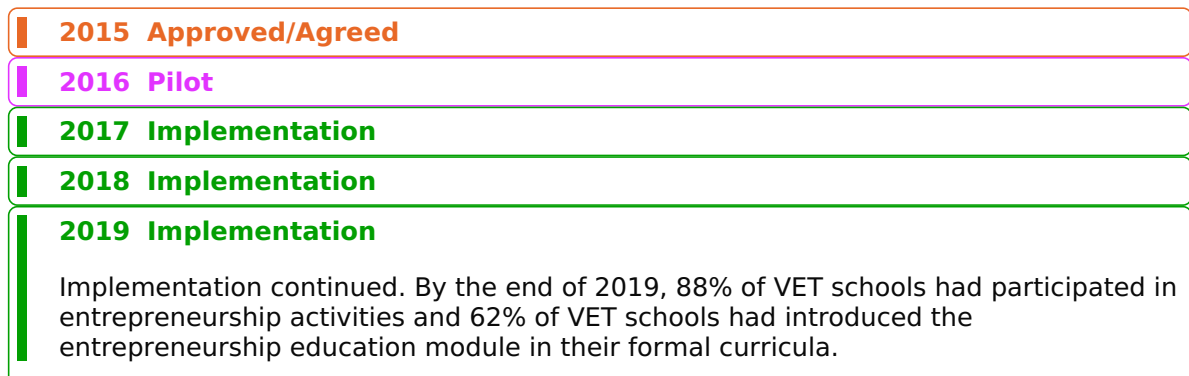 2015 Approved/Agreed
2016 Pilot
2017 Implementation
2018 Implementation
2019 Implementation
Implementation continued. By the end of 2019, 88% of VET schools had participated in
entrepreneurship activities and 62% of VET schools had introduced the
entrepreneurship education module in their formal curricula.